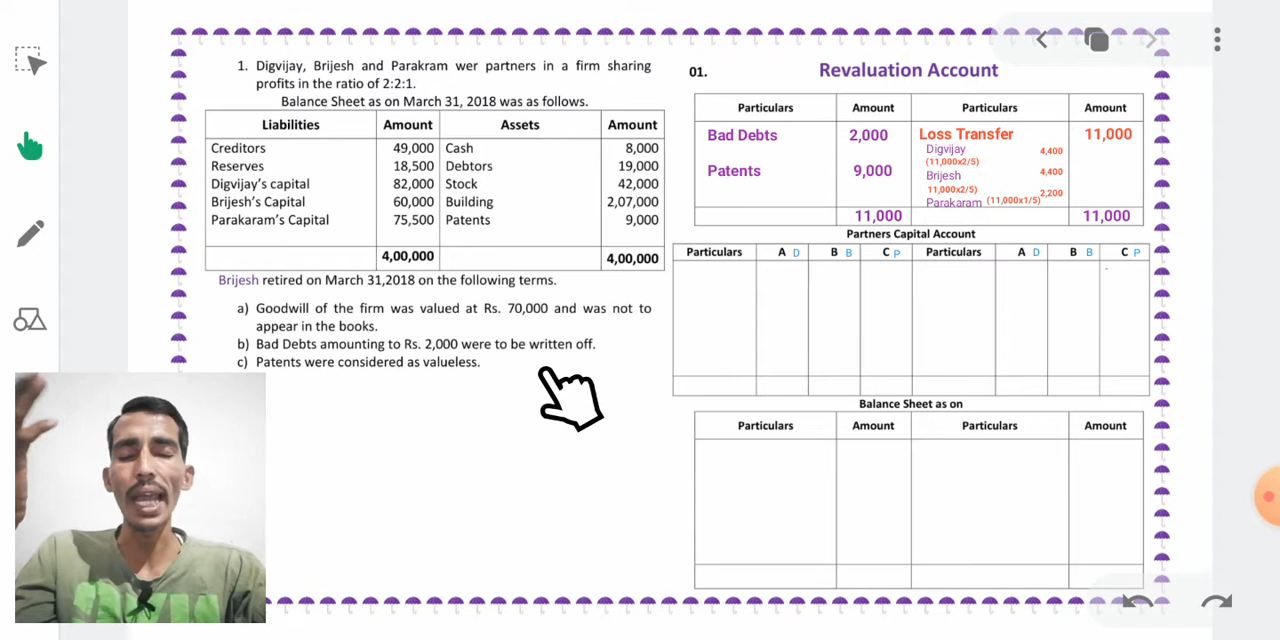 1. Digvijay, Brijesh and Parakram wer partners in a firm sharing
profits in the ratio of 2:2:1.
Balance Sheet as on March 31, 2018 was as follows.
Liabilities Amount Assets Amount
Creditors 49,000 Cash 8,000
Reserves 18,500 Debtors 19,000
Digvijay's capital 82,000 Stock 42,000
Brijesh's Capital 60,000 Building 2,07,000
Parakaram's Capital 75,500 Patents 9,000
4,00,000 4,00,000
Brijesh retired on March 31,2018 on the following terms.
a) Goodwill of the firm was valued at Rs. 70,000 and was not to
appear in the books.
b) Bad Debts amounting to Rs. 2,000 were to be written off.
c) Patents were considered as valueless.
01. Revaluation Account
Particulars Amount Particulars Amount
Bad Debts 2,000 Loss Transfer 11,000
Digvijay 4,400
(11,000x2/5)
Patents 9,000 Brijesh 4,400
11,000x2/5)
Parakaram (11,000x1/5) 2,200
11,000 11,000
Partners Capital Account
Particulars A D B B C P Particulars A D B B C P
Balance Sheet as on
Particulars Amount Particulars Amount